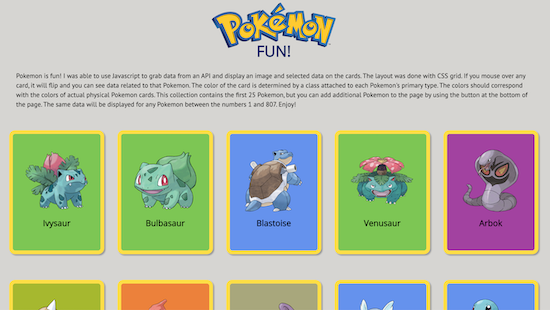 POKéMON
FUN!
Pokemon is fun! I was able to use Javascript to grab data from an API and display an image and selected data on the cards. The layout was done with CSS grid. If you mouse over any
card, it will flip and you can see data related to that Pokemon. The color of the card is determined by a class attached to each Pokemon's primary type. The colors should correspond
with the colors of actual physical Pokemon cards. This collection contains the first 25 Pokemon, but you can add additional Pokemon to the page by using the button at the bottom of
the page. The same data will be displayed for any Pokemon between the numbers 1 and 807. Enjoy!
Ivysaur
Bulbasaur
Blastoise
Venusaur
Arbok